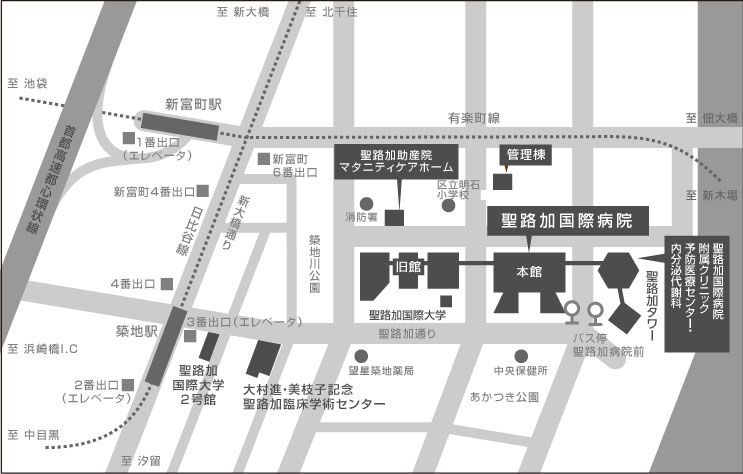 至 新大橋
至 北千住
至 池袋
新富町駅
有楽町線
至 佃大橋
首都高速都心環状線
1番出口
（エレベータ）
新富町
6番出口
聖路加助産院
マタニティケアホーム
管理棟
新富町4番出口
新大橋通り
日比谷線
区立明石
小学校
消防署
至 新木場
聖路加国際病院
築地川公園
旧館
本館
聖路加国際病院
附属クリニック
予防医療センター・
内分泌代謝科
聖路加タワー
4番出口
聖路加国際大学
築地駅
3番出口（エレベータ）
聖路加通り
バス停
聖路加病院前
至 浜崎橋I.C
2番出口
（エレベータ）
聖路加
国際大学
2号館
大村進・美枝子記念
聖路加臨床学術センター
望星築地薬局
中央保健所
あかつき公園
至 中目黒
至 汐留